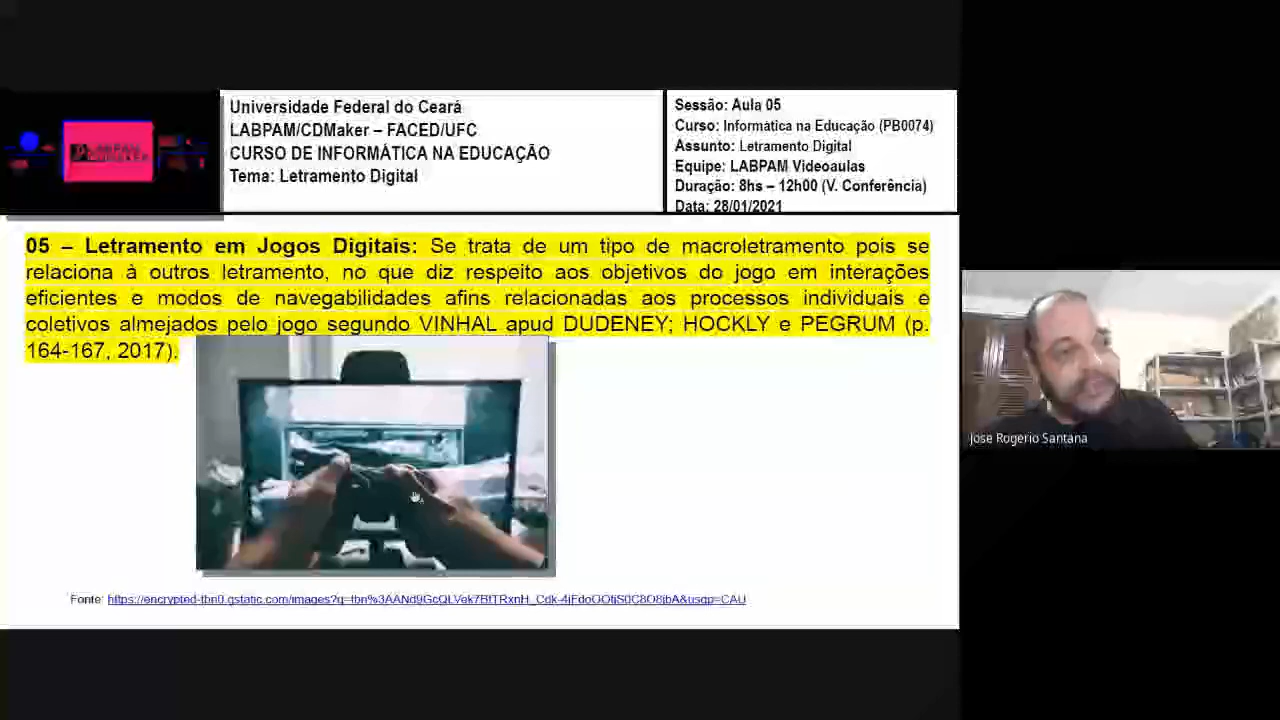 Universidade Federal do Ceará
LABPAM/CDMaker – FACED/UFC
CURSO DE INFORMÁTICA NA EDUCAÇÃO
Tema: Letramento Digital
Sessão: Aula 05
Curso: Informática na Educação (PB0074)
Assunto: Letramento Digital
Equipe: LABPAM Videoaulas
Duração: 8hs – 12h00 (V. Conferência)
Data: 28/01/2021
05 – Letramento em Jogos Digitais: Se trata de um tipo de macroletramento pois se
relaciona à outros letramento, no que diz respeito aos objetivos do jogo em interações
eficientes e modos de navegabilidades afins relacionadas aos processos individuais e
coletivos almejados pelo jogo segundo VINHAL apud DUDENEY; HOCKLY e PEGRUM (p.
164-167, 2017).
Jose Rogerio Santana
Fonte: